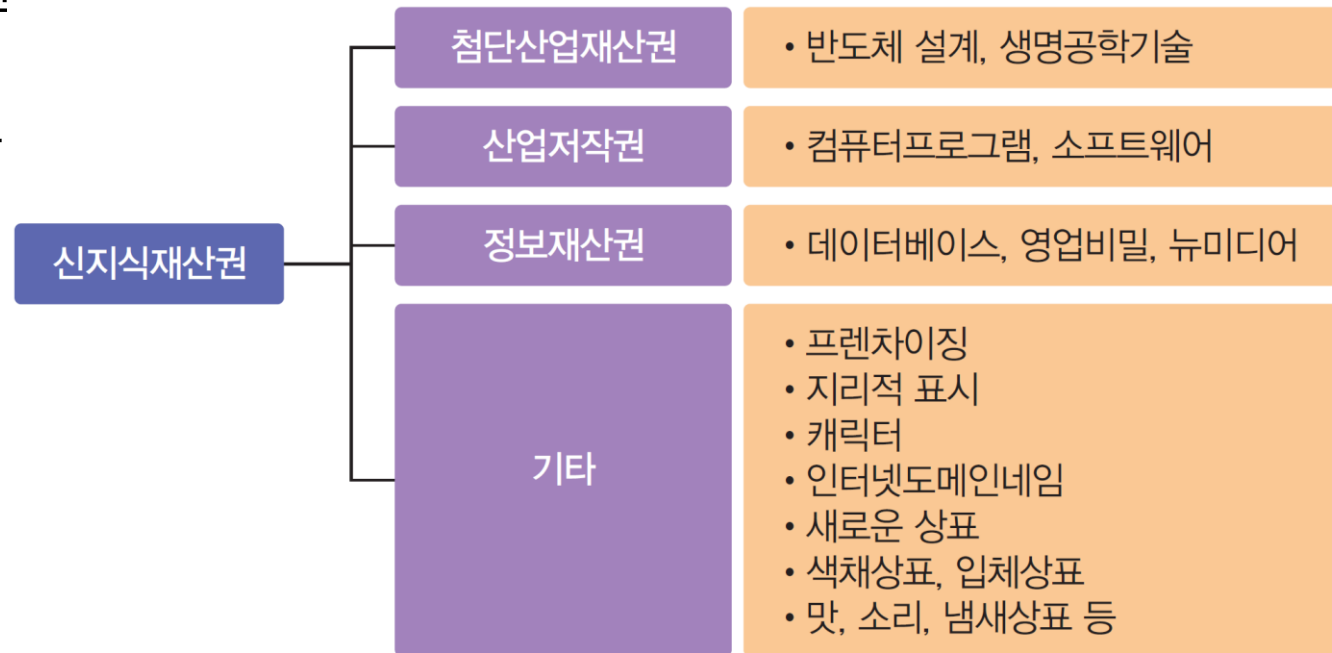 신지식재산권
첨단산업재산권
• 반도체 설계, 생명공학기술
산업저작권
• 컴퓨터프로그램, 소프트웨어
정보재산권
• 데이터베이스, 영업비밀, 뉴미디어
기타
• 프렌차이징
• 지리적 표시
• 캐릭터
• 인터넷도메인네임
• 새로운 상표
• 색채상표, 입체상표
• 맛, 소리, 냄새상표 등